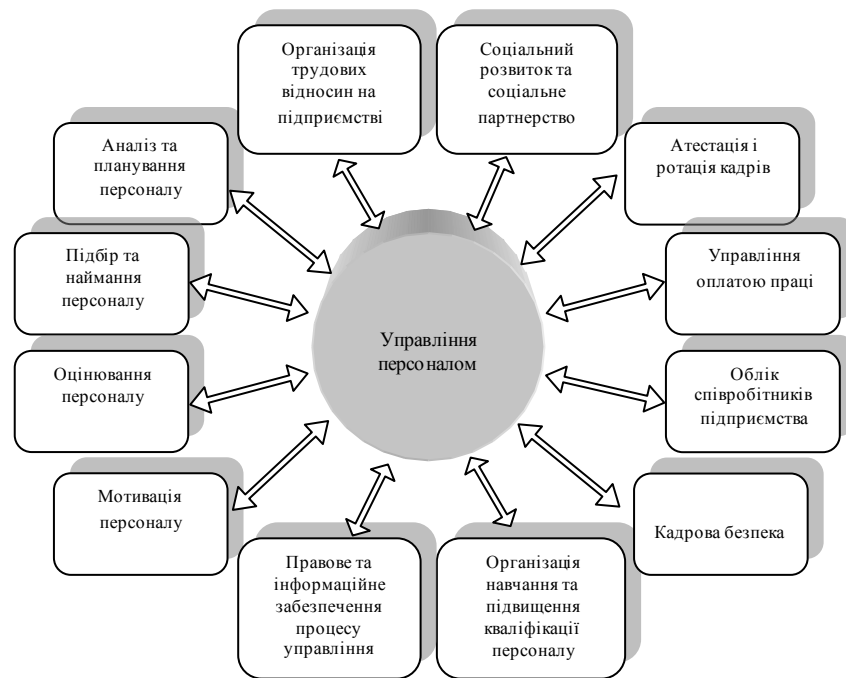 Організація
трудових
відносин на
підприємстві
Соціальний
розвиток та
соціальне
партнерство
Аналіз та
планування
персоналу
Атестація і
ротація кадрів
Підбір та
наймання
персоналу
Управління
оплатою праці
Управління
персоналом
Оцінювання
персоналу
Облік
співробітників
підприємства
Мотивація
персоналу
Кадрова безпека
Правове та
інформаційне
забезпечення
процесу
управління
Організація
навчання та
підвищення
кваліфікації
персоналу